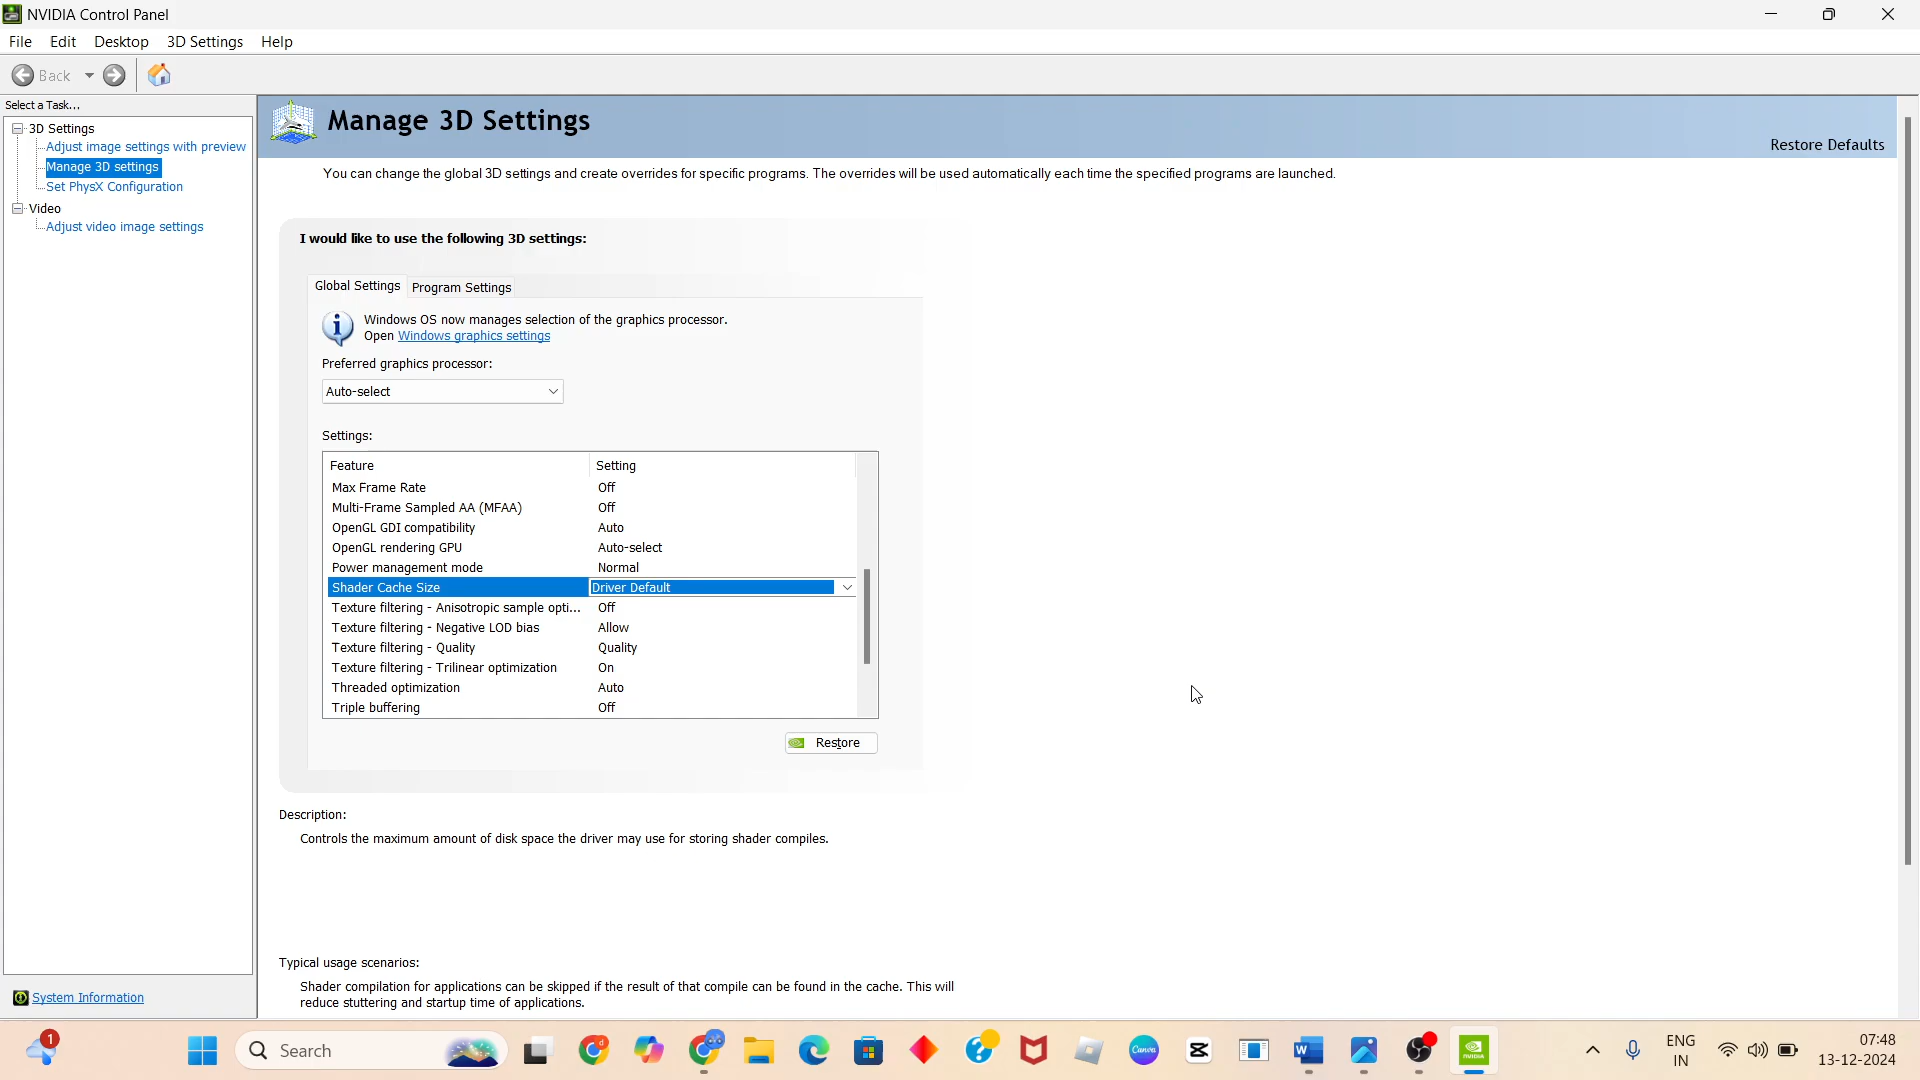 NVIDIA Control Panel
File Edit Desktop 3D Settings Help
Back
Select a Task...
3D Settings
Adjust image settings with preview
Manage 3D settings
Set PhysX Configuration
Video
Adjust video image settings
System Information
Manage 3D Settings
Restore Defaults
You can change the global 3D settings and create overrides for specific programs. The overrides will be used automatically each time the specified programs are launched.
I would like to use the following 3D settings:
Global Settings Program Settings
Windows OS now manages selection of the graphics processor.
Open Windows graphics settings
Preferred graphics processor:
Auto-select
Settings:
Feature Setting
Max Frame Rate Off
Multi-Frame Sampled AA (MFAA) Off
OpenGL GDI compatibility Auto
OpenGL rendering GPU Auto-select
Power management mode Normal
Shader Cache Size Driver Default
Texture filtering - Anisotropic sample opti... Off
Texture filtering - Negative LOD bias Allow
Texture filtering - Quality Quality
Texture filtering - Trilinear optimization On
Threaded optimization Auto
Triple buffering Off
Restore
Description:
Controls the maximum amount of disk space the driver may use for storing shader compiles.
Typical usage scenarios:
Shader compilation for applications can be skipped if the result of that compile can be found in the cache. This will
reduce stuttering and startup time of applications.
1
Search
Canva
ENG
IN
07:48
13-12-2024